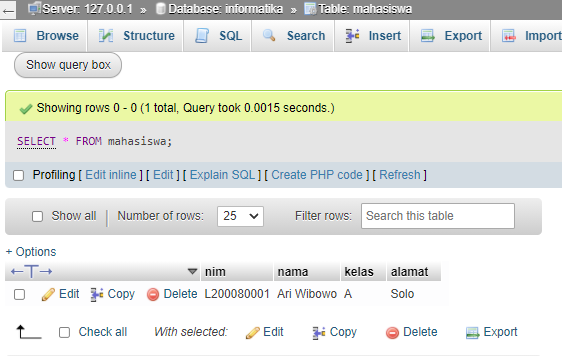 Server: 127.0.0.1 » Database: informatika » Table: mahasiswa
Browse Structure SQL Search Insert Export Import
Show query box
Showing rows 0 - 0 (1 total, Query took 0.0015 seconds.)
SELECT * FROM mahasiswa;
Profiling [ Edit inline ] [ Edit ] [ Explain SQL ] [ Create PHP code ] [ Refresh ]
Show all | Number of rows: 25 Filter rows: Search this table
+ Options
nim nama kelas alamat
Edit Copy Delete L200080001 Ari Wibowo A Solo
Check all With selected: Edit Copy Delete Export